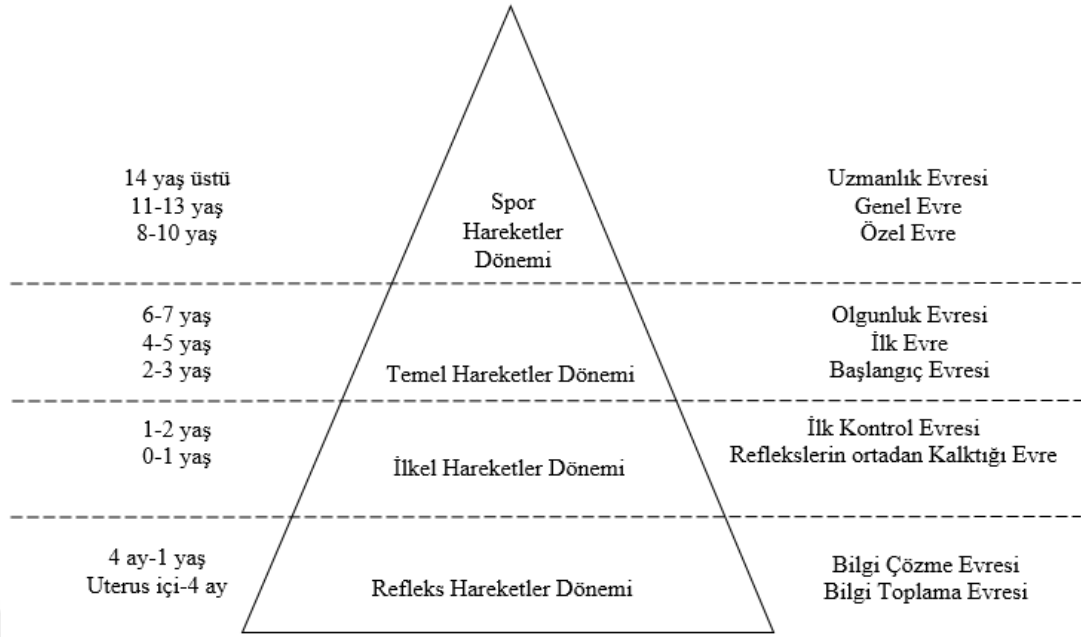 14 yaş üstü
11-13 yaş
8-10 yaş
Spor
Hareketler
Dönemi
Uzmanlık Evresi
Genel Evre
Özel Evre
6-7 yaş
4-5 yaş
2-3 yaş
Temel Hareketler Dönemi
Olgunluk Evresi
İlk Evre
Başlangıç Evresi
1-2 yaş
0-1 yaş
İlkel Hareketler Dönemi
İlk Kontrol Evresi
Reflekslerin ortadan Kalktığı Evre
4 ay-1 yaş
Uterus içi-4 ay
Refleks Hareketler Dönemi
Bilgi Çözme Evresi
Bilgi Toplama Evresi